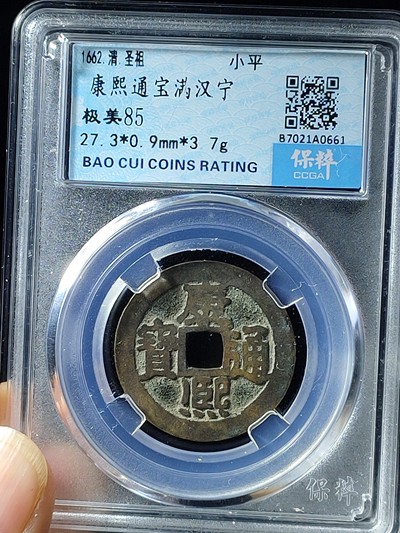 1662.清.圣祖
小平
康熙通宝满汉宁
极美85
27.3*0.9mm*3 7g
BAO CUI COINS RATING
B7021A0661
保粹
CCGA
康熙通寶
保粹